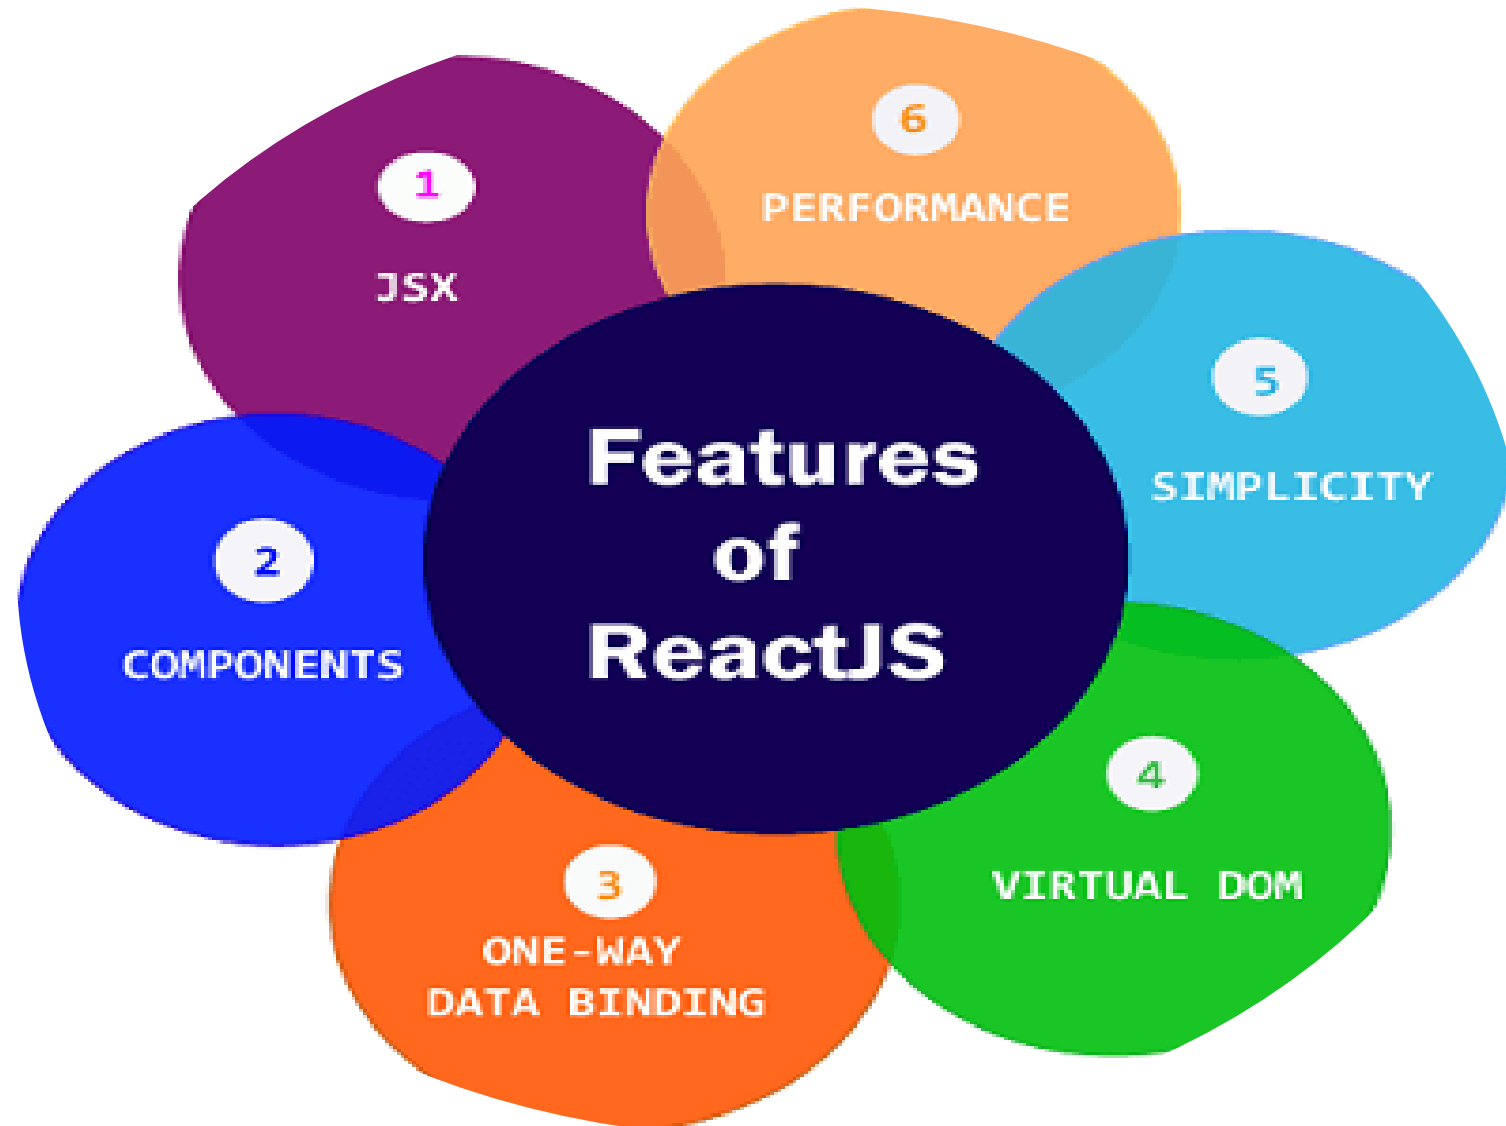 Features
of
ReactJS
1
JSX
2
COMPONENTS
3
ONE-WAY
DATA BINDING
4
VIRTUAL DOM
5
SIMPLICITY
6
PERFORMANCE